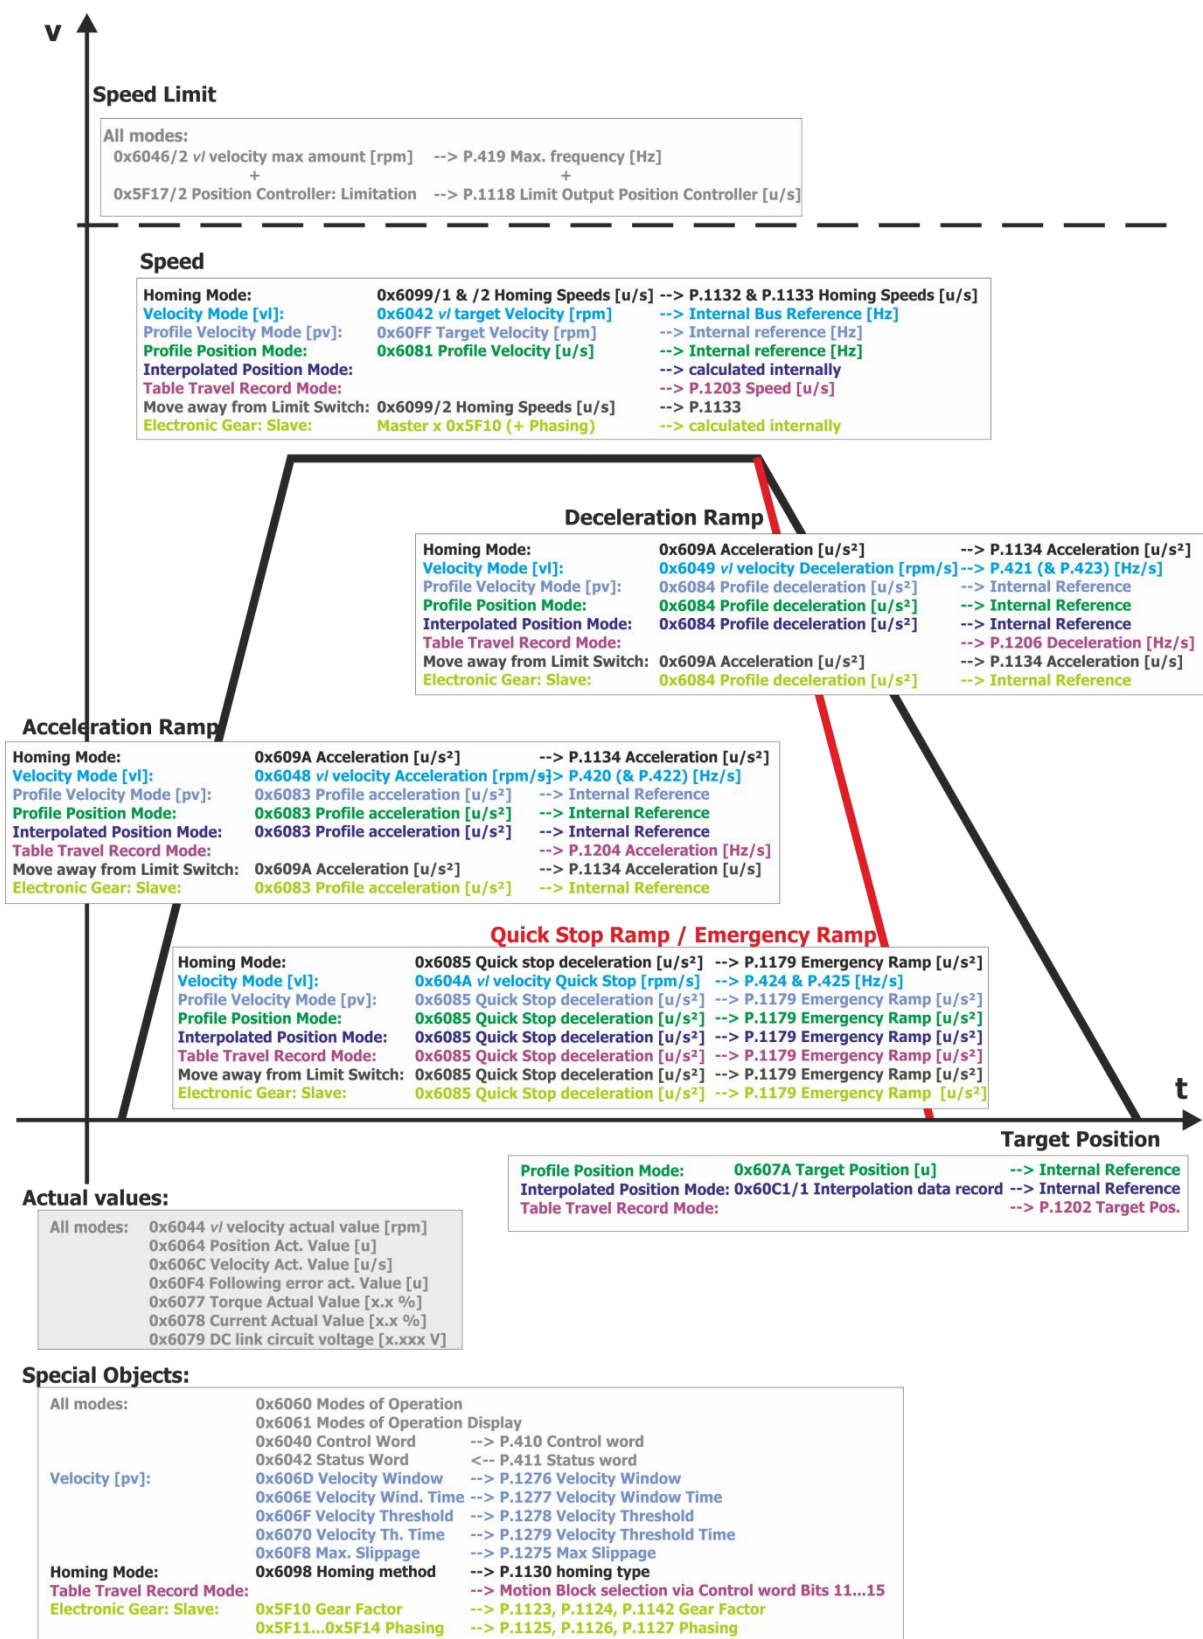 v
Speed Limit
All modes:
0x6046/2 vl velocity max amount [rpm] --> P.419 Max. frequency [Hz]
+ +
0x5F17/2 Position Controller: Limitation --> P.1118 Limit Output Position Controller [u/s]
Speed
Homing Mode: 0x6099/1 & /2 Homing Speeds [u/s] --> P.1132 & P.1133 Homing Speeds [u/s]
Velocity Mode [vl]: 0x6042 vl target Velocity [rpm] --> Internal Bus Reference [Hz]
Profile Velocity Mode [pv]: 0x60FF Target Velocity [rpm] --> Internal reference [Hz]
Profile Position Mode: 0x6081 Profile Velocity [u/s] --> Internal reference [Hz]
Interpolated Position Mode: --> calculated internally
Table Travel Record Mode: --> P.1203 Speed [u/s]
Move away from Limit Switch: 0x6099/2 Homing Speeds [u/s] --> P.1133
Electronic Gear: Slave: Master x 0x5F10 (+ Phasing) --> calculated internally
Deceleration Ramp
Homing Mode: 0x609A Acceleration [u/s²] --> P.1134 Acceleration [u/s²]
Velocity Mode [vl]: 0x6049 vl velocity Deceleration [rpm/s] --> P.421 (& P.423) [Hz/s]
Profile Velocity Mode [pv]: 0x6084 Profile deceleration [u/s²] --> Internal Reference
Profile Position Mode: 0x6084 Profile deceleration [u/s²] --> Internal Reference
Interpolated Position Mode: 0x6084 Profile deceleration [u/s²] --> Internal Reference
Table Travel Record Mode: --> P.1206 Deceleration [Hz/s]
Move away from Limit Switch: 0x609A Acceleration [u/s²] --> P.1134 Acceleration [u/s]
Electronic Gear: Slave: 0x6084 Profile deceleration [u/s²] --> Internal Reference
Acceleration Ramp
Homing Mode: 0x609A Acceleration [u/s²] --> P.1134 Acceleration [u/s²]
Velocity Mode [vl]: 0x6048 vl velocity Acceleration [rpm/s]--> P.420 (& P.422) [Hz/s]
Profile Velocity Mode [pv]: 0x6083 Profile acceleration [u/s²] --> Internal Reference
Profile Position Mode: 0x6083 Profile acceleration [u/s²] --> Internal Reference
Interpolated Position Mode: 0x6083 Profile acceleration [u/s²] --> Internal Reference
Table Travel Record Mode: --> P.1204 Acceleration [Hz/s]
Move away from Limit Switch: 0x609A Acceleration [u/s²] --> P.1134 Acceleration [u/s]
Electronic Gear: Slave: 0x6083 Profile acceleration [u/s²] --> Internal Reference
Quick Stop Ramp / Emergency Ramp
Homing Mode: 0x6085 Quick stop deceleration [u/s²] --> P.1179 Emergency Ramp [u/s²]
Velocity Mode [vl]: 0x604A vl velocity Quick Stop [rpm/s] --> P.424 & P.425 [Hz/s]
Profile Velocity Mode [pv]: 0x6085 Quick Stop deceleration [u/s²] --> P.1179 Emergency Ramp [u/s²]
Profile Position Mode: 0x6085 Quick Stop deceleration [u/s²] --> P.1179 Emergency Ramp [u/s²]
Interpolated Position Mode: 0x6085 Quick Stop deceleration [u/s²] --> P.1179 Emergency Ramp [u/s²]
Table Travel Record Mode: 0x6085 Quick Stop deceleration [u/s²] --> P.1179 Emergency Ramp [u/s²]
Move away from Limit Switch: 0x6085 Quick Stop deceleration [u/s²] --> P.1179 Emergency Ramp [u/s²]
Electronic Gear: Slave: 0x6085 Quick Stop deceleration [u/s²] --> P.1179 Emergency Ramp [u/s²]
t
Target Position
Profile Position Mode: 0x607A Target Position [u] --> Internal Reference
Interpolated Position Mode: 0x60C1/1 Interpolation data record --> Internal Reference
Table Travel Record Mode: --> P.1202 Target Pos.
Actual values:
All modes: 0x6044 vl velocity actual value [rpm]
0x6064 Position Act. Value [u]
0x606C Velocity Act. Value [u/s]
0x60F4 Following error act. Value [u]
0x6077 Torque Actual Value [x.x %]
0x6078 Current Actual Value [x.x %]
0x6079 DC link circuit voltage [x.xxx V]
Special Objects:
All modes: 0x6060 Modes of Operation
0x6061 Modes of Operation Display
0x6040 Control Word --> P.410 Control word
0x6042 Status Word <-- P.411 Status word
Velocity [pv]: 0x606D Velocity Window --> P.1276 Velocity Window
0x606E Velocity Wind. Time --> P.1277 Velocity Window Time
0x606F Velocity Threshold --> P.1278 Velocity Threshold
0x6070 Velocity Th. Time --> P.1279 Velocity Threshold Time
0x60F8 Max. Slippage --> P.1275 Max Slippage
Homing Mode: 0x6098 Homing method --> P.1130 homing type
Table Travel Record Mode: --> Motion Block selection via Control word Bits 11...15
Electronic Gear: Slave: 0x5F10 Gear Factor --> P.1123, P.1124, P.1142 Gear Factor
0x5F11...0x5F14 Phasing --> P.1125, P.1126, P.1127 Phasing